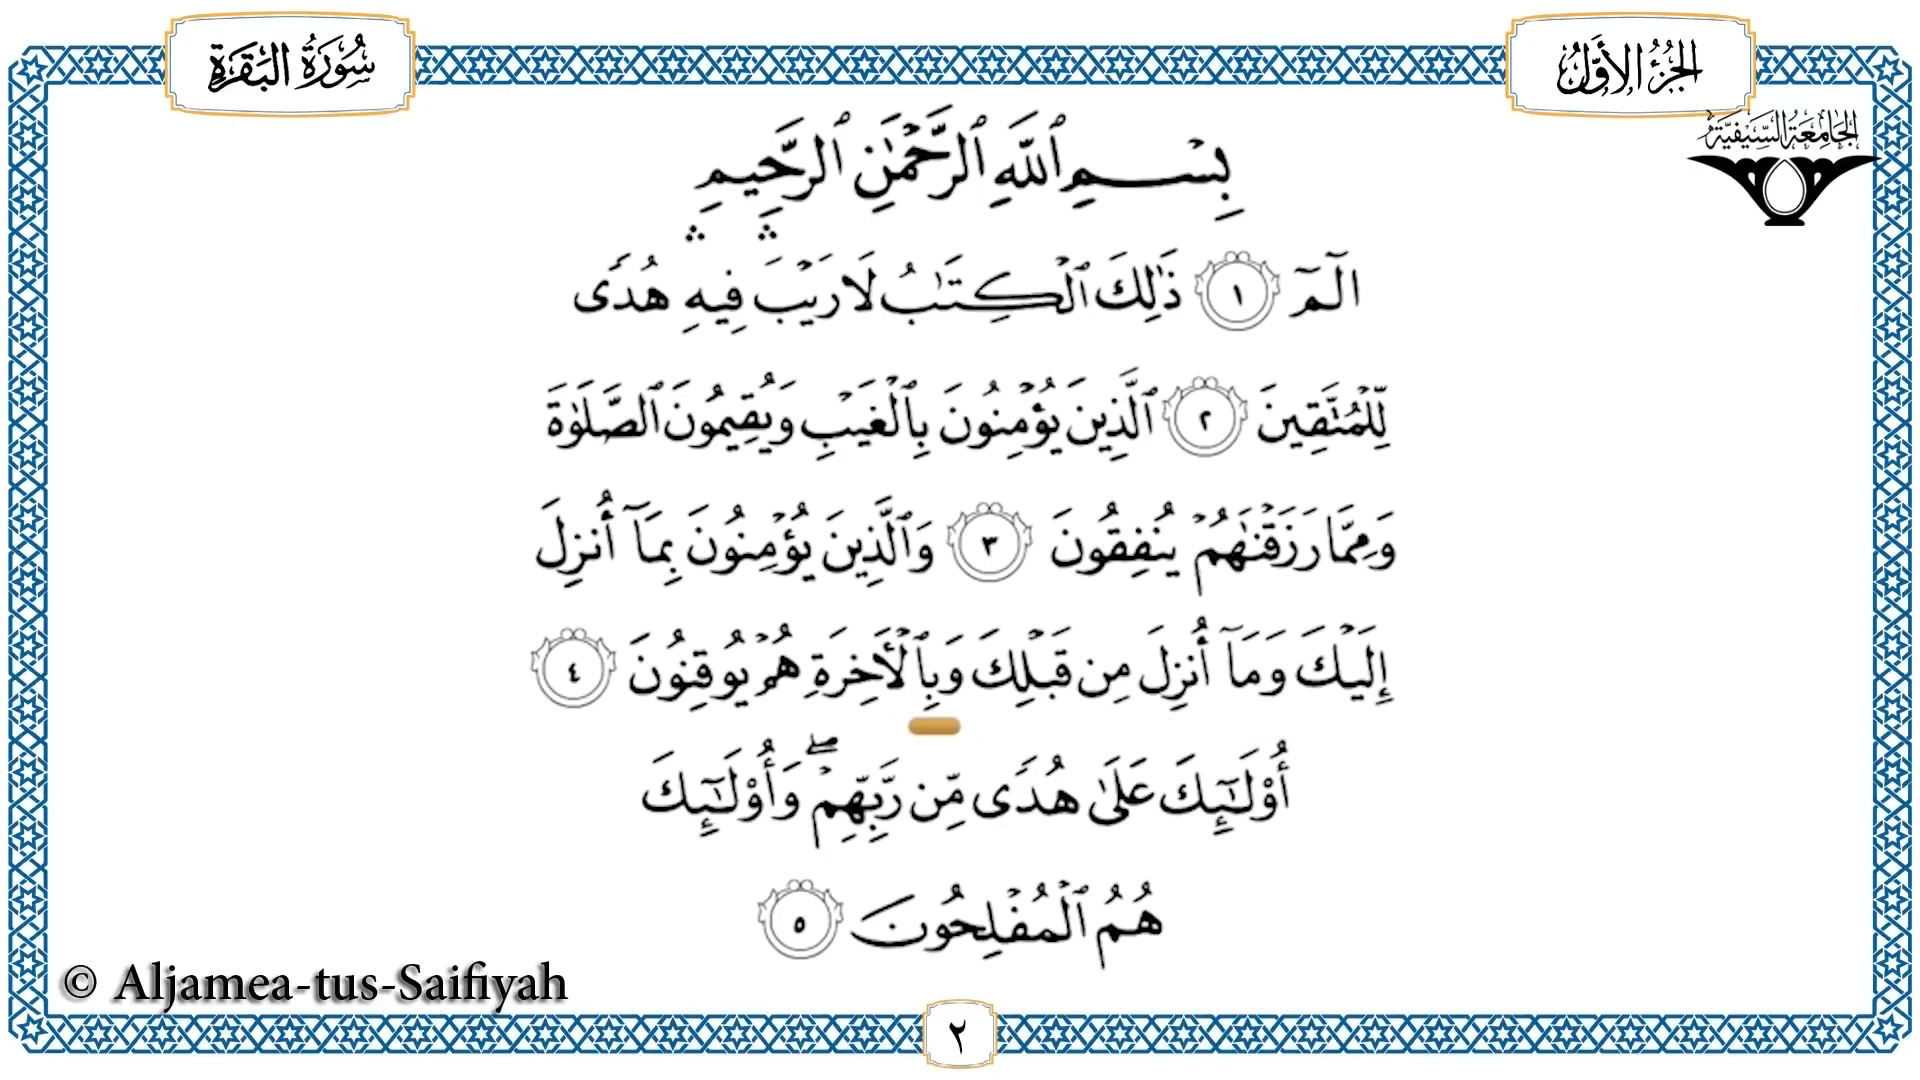 الجُزْءُ الأَوَّلُ
سُورَةُ البَقَرَةِ
الجَامِعَةُ السَّيْفِيَّة
بِسْمِ ٱللَّهِ ٱلرَّحْمَٰنِ ٱلرَّحِيمِ
الٓمٓ ١ ذَٰلِكَ ٱلْكِتَٰبُ لَا رَيْبَ ۛ فِيهِ ۛ هُدًى
لِّلْمُتَّقِينَ ٢ ٱلَّذِينَ يُؤْمِنُونَ بِٱلْغَيْبِ وَيُقِيمُونَ ٱلصَّلَوٰةَ
وَمِمَّا رَزَقْنَٰهُمْ يُنفِقُونَ ٣ وَٱلَّذِينَ يُؤْمِنُونَ بِمَآ أُنزِلَ
إِلَيْكَ وَمَآ أُنزِلَ مِن قَبْلِكَ وَبِٱلْأَخِرَةِ هُمْ يُوقِنُونَ ٤
أُوْلَٰٓئِكَ عَلَىٰ هُدًى مِّن رَّبِّهِمْ ۖ وَأُوْلَٰٓئِكَ
هُمُ ٱلْمُفْلِحُونَ ٥
© Aljamea-tus-Saifiyah
٢